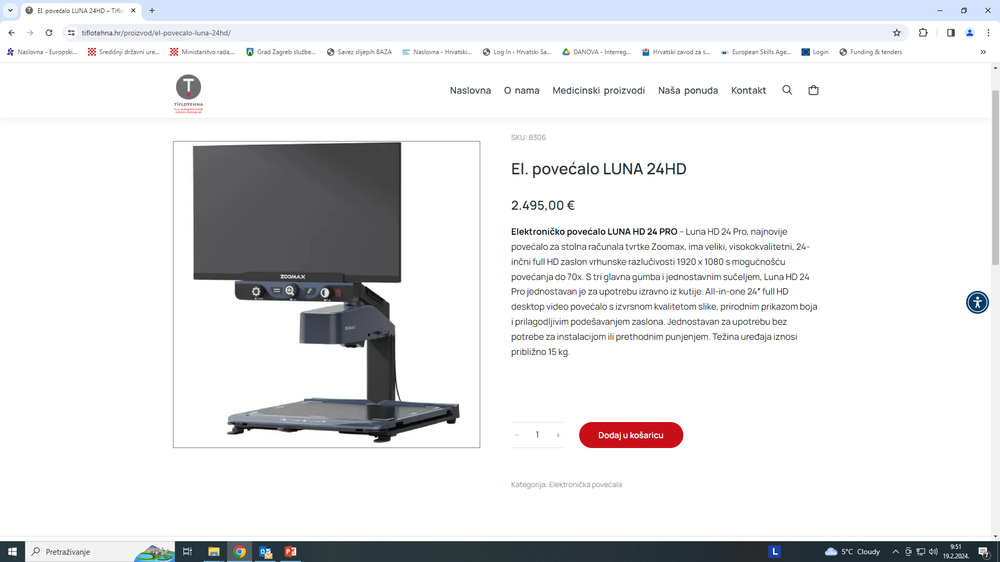 El. povećalo LUNA 24HD – Tiflo
tiflotehna.hr/proizvod/el-povecalo-luna-24hd/
Naslovna - Europski...
Središnji državni ure...
Ministarstvo rada,...
Grad Zagreb službe...
Savez slijepih BAZA
Naslovna - Hrvatski...
Log In ‹ Hrvatski Sa...
DANOVA - Interreg...
Hrvatski zavod za s...
European Skills Age...
Login
Funding & tenders
T
TIFLOTEHNA
d.o.o. za programe podrške
osobama oštećenog vida
Naslovna
O nama
Medicinski proizvodi
Naša ponuda
Kontakt
ZOOMAX
ZOOMAX
SKU: 8306
El. povećalo LUNA 24HD
2.495,00 €
Elektroničko povećalo LUNA HD 24 PRO – Luna HD 24 Pro, najnovije
povećalo za stolna računala tvrtke Zoomax, ima veliki, visokokvalitetni, 24-
inčni full HD zaslon vrhunske razlučivosti 1920 x 1080 s mogućnošću
povećanja do 70x. S tri glavna gumba i jednostavnim sučeljem, Luna HD 24
Pro jednostavan je za upotrebu izravno iz kutije. All-in-one 24″ full HD
desktop video povećalo s izvrsnom kvalitetom slike, prirodnim prikazom boja
i prilagodljivim podešavanjem zaslona. Jednostavan za upotrebu bez
potrebe za instalacijom ili prethodnim punjenjem. Težina uređaja iznosi
približno 15 kg.
− 1 +
Dodaj u košaricu
Kategorija: Elektronička povećala
Pretraživanje
L
5°C Cloudy
9:51
19.2.2024.
7